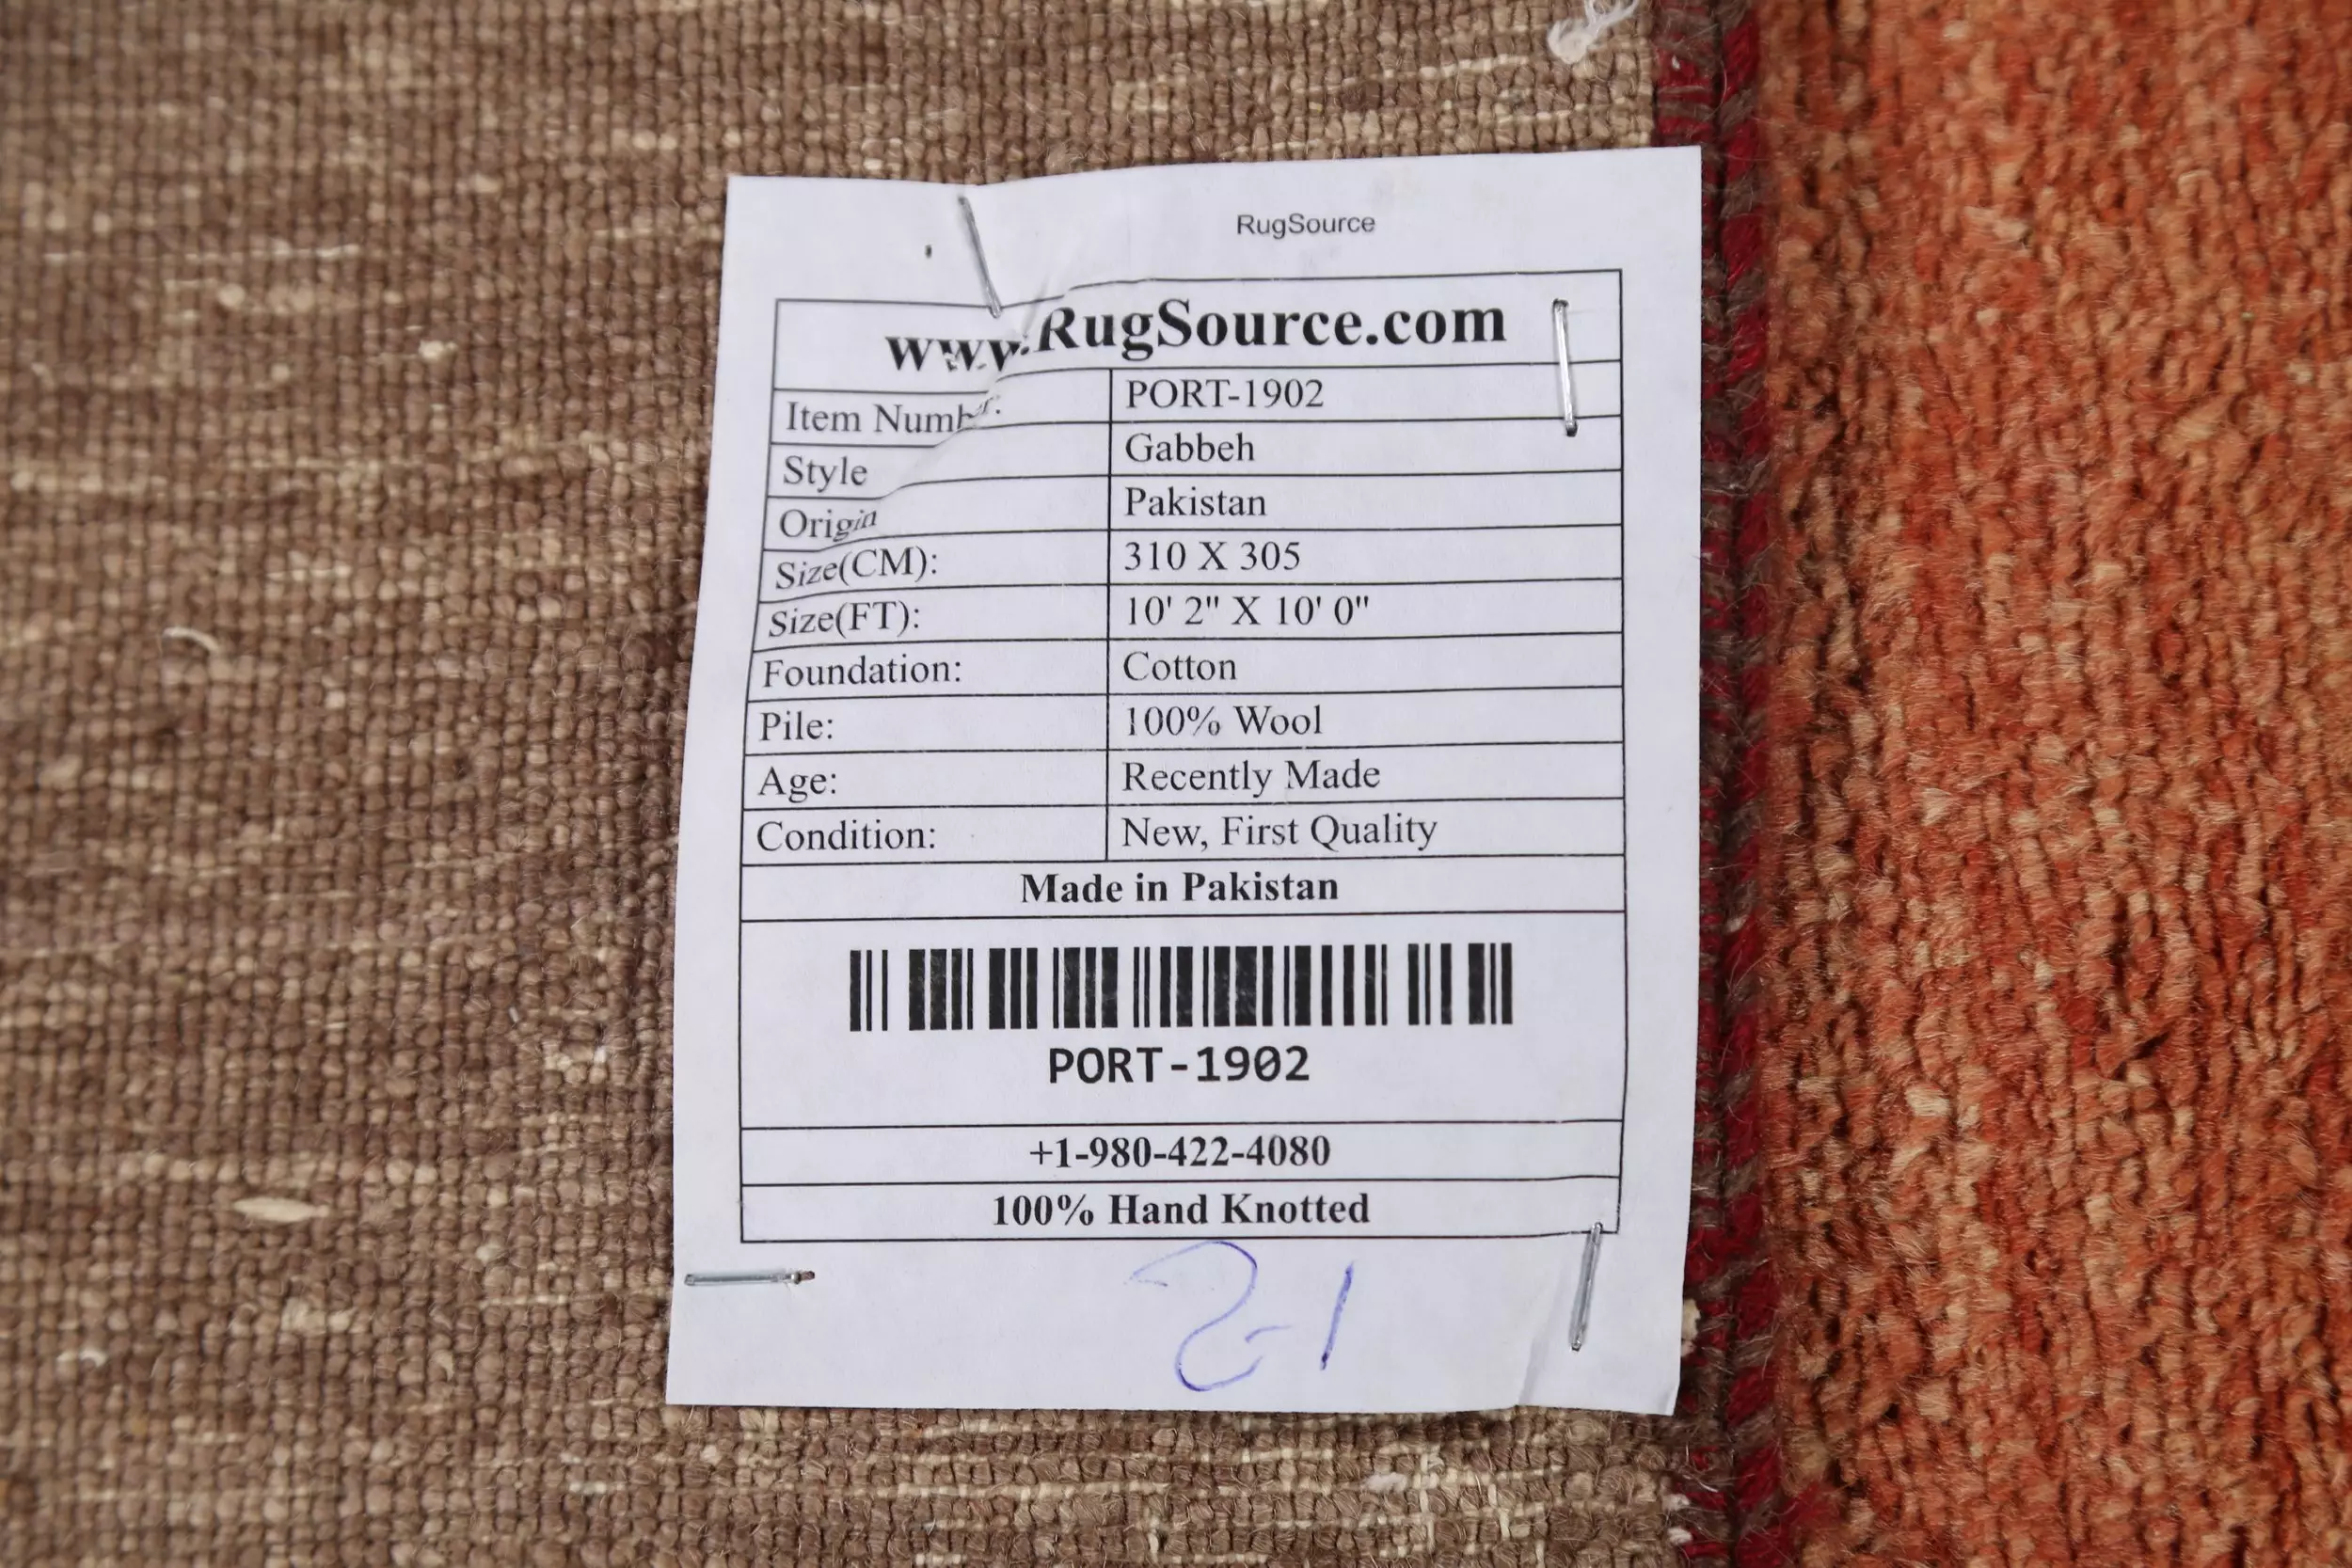 RugSource
www.RugSource.com
Item Number: PORT-1902
Style Gabbeh
Origin Pakistan
Size(CM): 310 X 305
Size(FT): 10' 2" X 10' 0"
Foundation: Cotton
Pile: 100% Wool
Age: Recently Made
Condition: New, First Quality
Made in Pakistan
PORT-1902
+1-980-422-4080
100% Hand Knotted